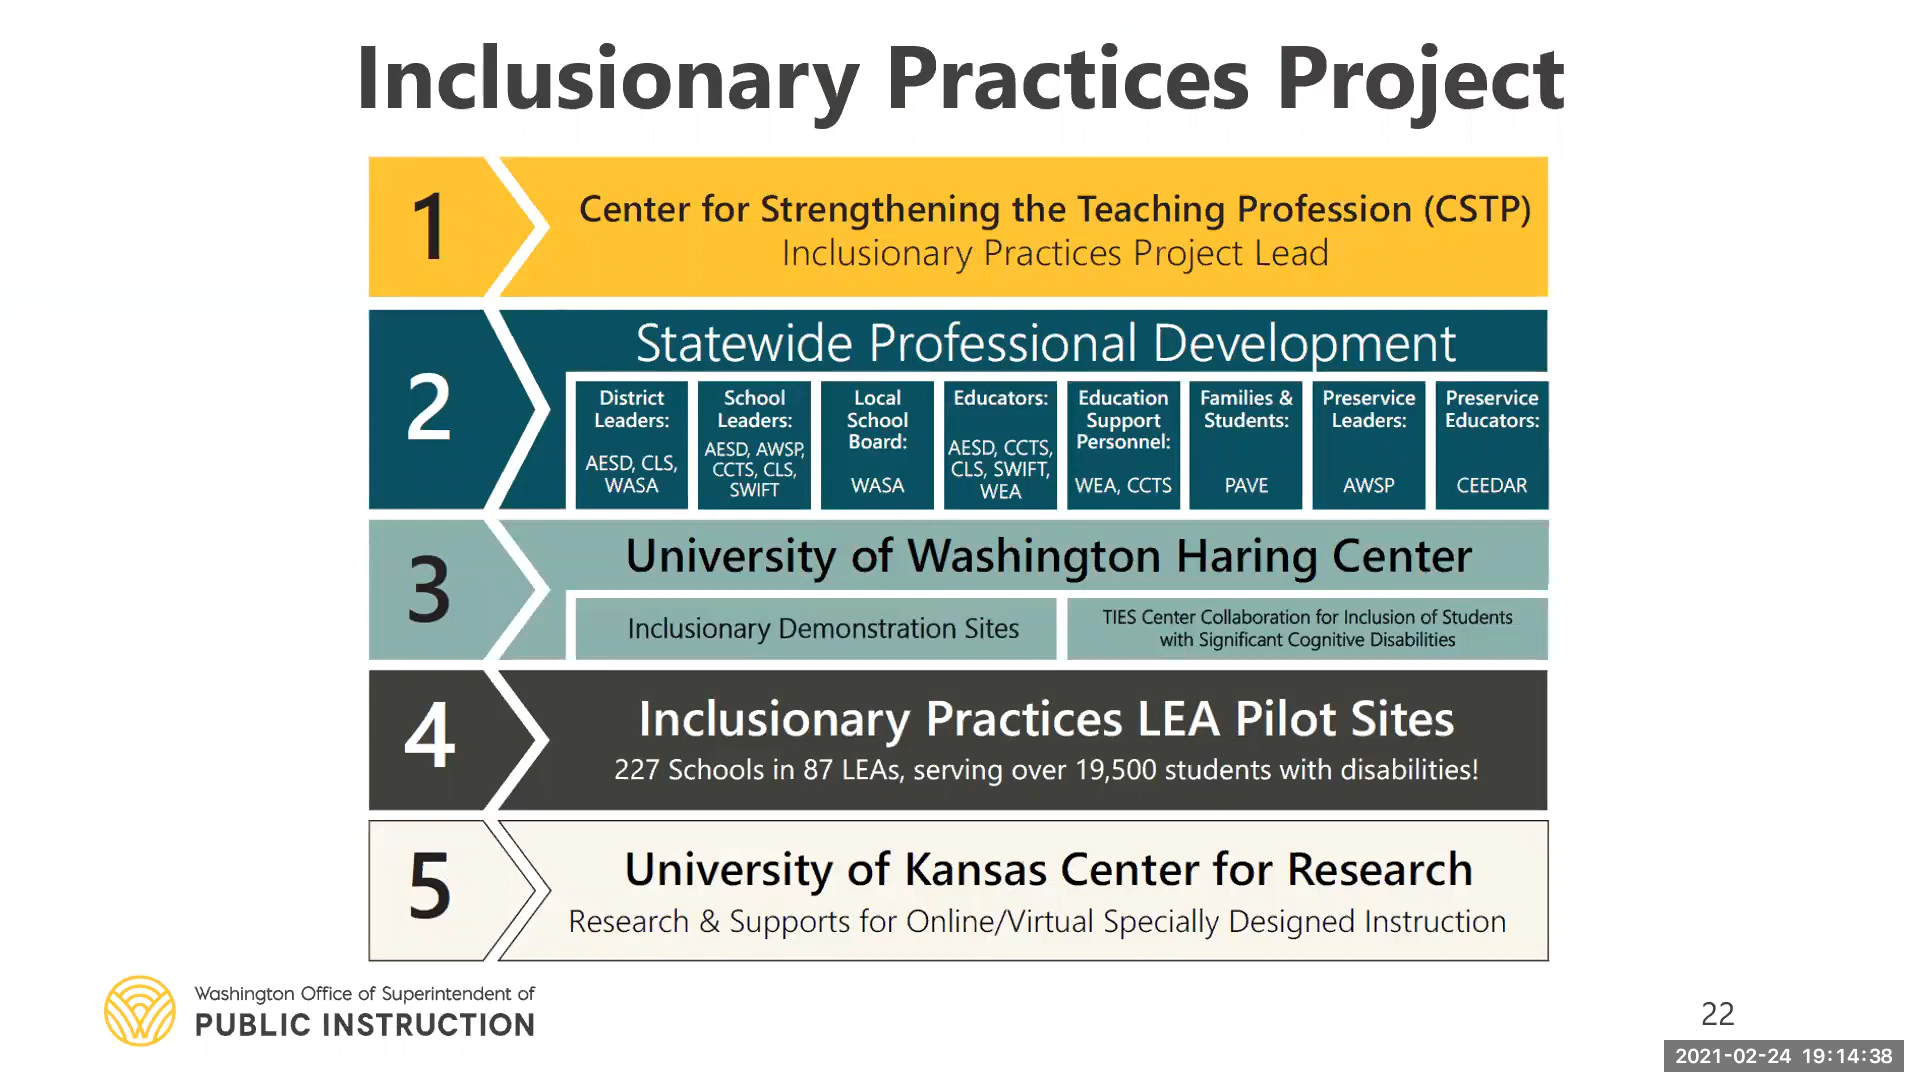 Inclusionary Practices Project
1
Center for Strengthening the Teaching Profession (CSTP)
Inclusionary Practices Project Lead
2
Statewide Professional Development
District
Leaders:
AESD, CLS,
WASA
School
Leaders:
AESD, AWSP,
CCTS, CLS,
SWIFT
Local
School
Board:
WASA
Educators:
AESD, CCTS,
CLS, SWIFT,
WEA
Education
Support
Personnel:
WEA, CCTS
Families &
Students:
PAVE
Preservice
Leaders:
AWSP
Preservice
Educators:
CEEDAR
3
University of Washington Haring Center
Inclusionary Demonstration Sites
TIES Center Collaboration for Inclusion of Students
with Significant Cognitive Disabilities
4
Inclusionary Practices LEA Pilot Sites
227 Schools in 87 LEAs, serving over 19,500 students with disabilities!
5
University of Kansas Center for Research
Research & Supports for Online/Virtual Specially Designed Instruction
Washington Office of Superintendent of
PUBLIC INSTRUCTION
22
2021-02-24 19:14:38